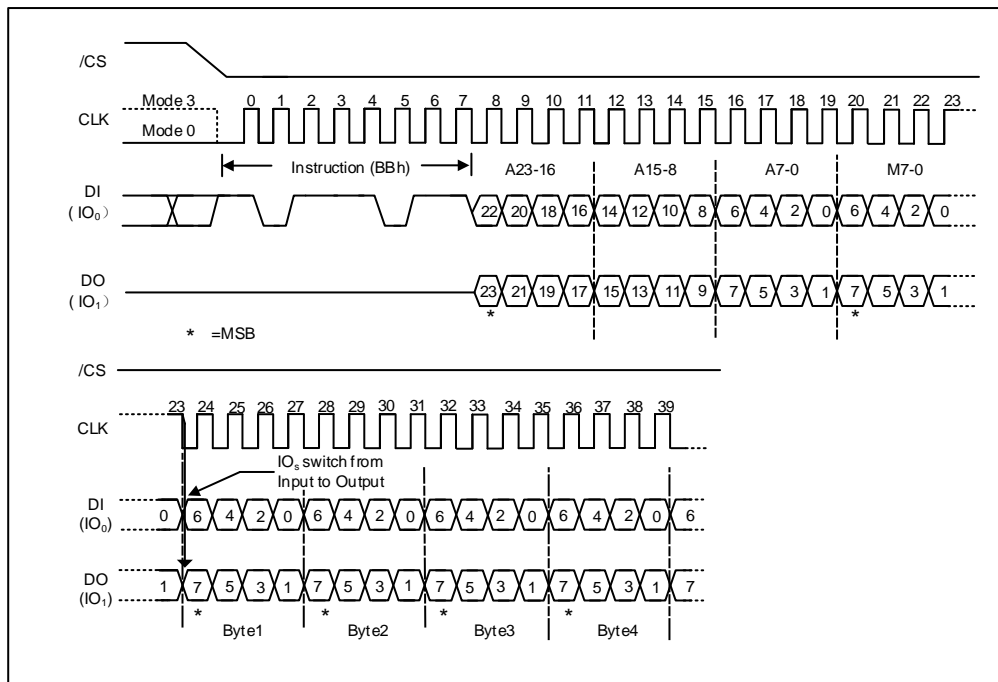 /CS
Mode 3
0 1 2 3 4 5 6 7 8 9 10 11 12 13 14 15 16 17 18 19 20 21 22 23
CLK
Mode 0
Instruction (BBh)
A23-16 A15-8 A7-0 M7-0
DI
( IO₀ )
22 20 18 16 14 12 10 8 6 4 2 0 6 4 2 0
DO
( IO₁ )
23 21 19 17 15 13 11 9 7 5 3 1 7 5 3 1
* *
* =MSB
/CS
23 24 25 26 27 28 29 30 31 32 33 34 35 36 37 38 39
CLK
IOₛ switch from
Input to Output
DI
(IO₀)
0 6 4 2 0 6 4 2 0 6 4 2 0 6 4 2 0 6
DO
(IO₁)
1 7 5 3 1 7 5 3 1 7 5 3 1 7 5 3 1 7
* * * *
Byte1 Byte2 Byte3 Byte4